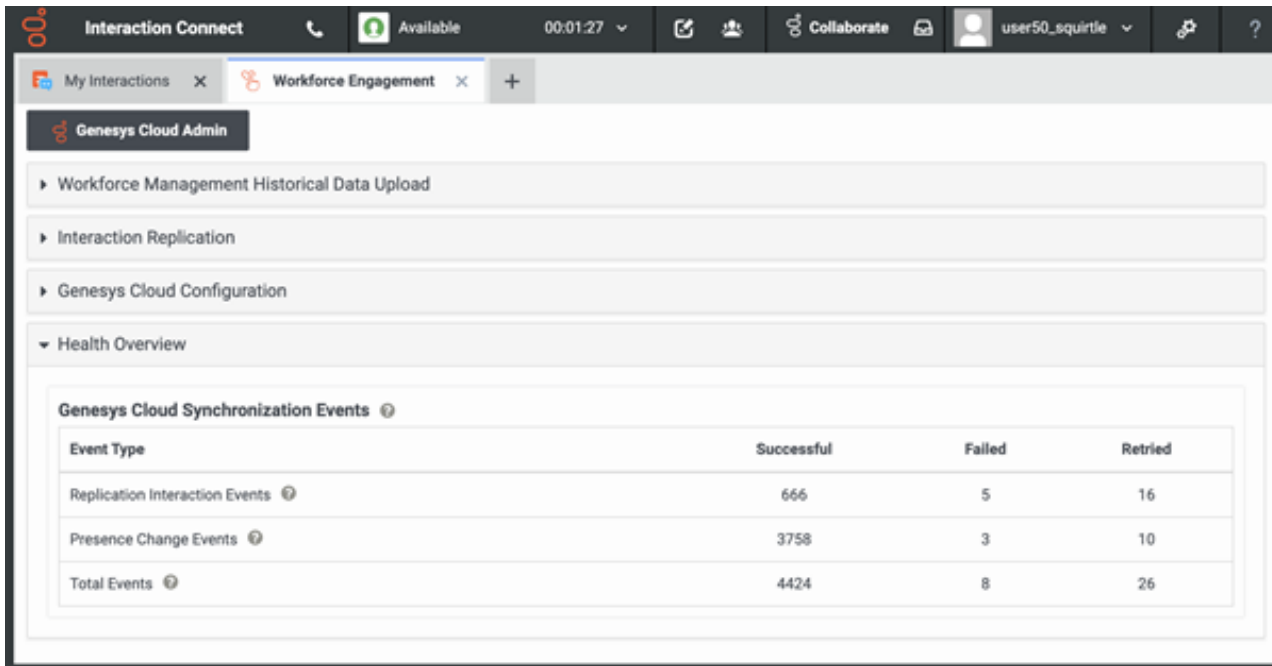 Interaction Connect Available 00:01:27 Collaborate user50_squirtle ?
My Interactions Workforce Engagement
Genesys Cloud Admin
Workforce Management Historical Data Upload
Interaction Replication
Genesys Cloud Configuration
Health Overview
Genesys Cloud Synchronization Events ?
Event Type Successful Failed Retried
Replication Interaction Events ? 666 5 16
Presence Change Events ? 3758 3 10
Total Events ? 4424 8 26